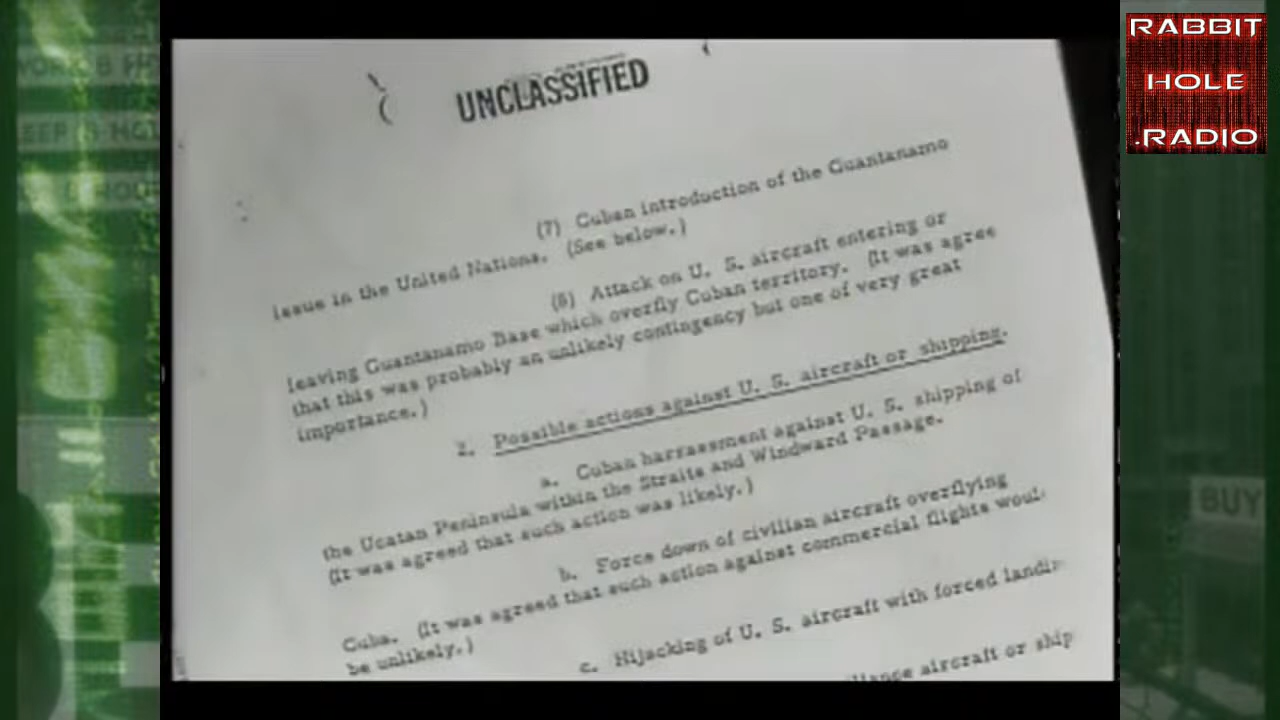 RABBIT
HOLE
.RADIO
UNCLASSIFIED
(7) Cuban introduction of the Guantanamo
issue in the United Nations. (See below.)
(8) Attack on U. S. aircraft entering or
leaving Guantanamo Base which overfly Cuban territory. (It was agree
that this was probably an unlikely contingency but one of very great
importance.)
2. Possible actions against U. S. aircraft or shipping.
a. Cuban harrassment against U. S. shipping of
the Ucatan Peninsula within the Straits and Windward Passage.
(It was agreed that such action was likely.)
b. Force down of civilian aircraft overflying
Cuba. (It was agreed that such action against commercial flights woul
be unlikely.)
c. Hijacking of U. S. aircraft with forced landi
aircraft or ship
BUY